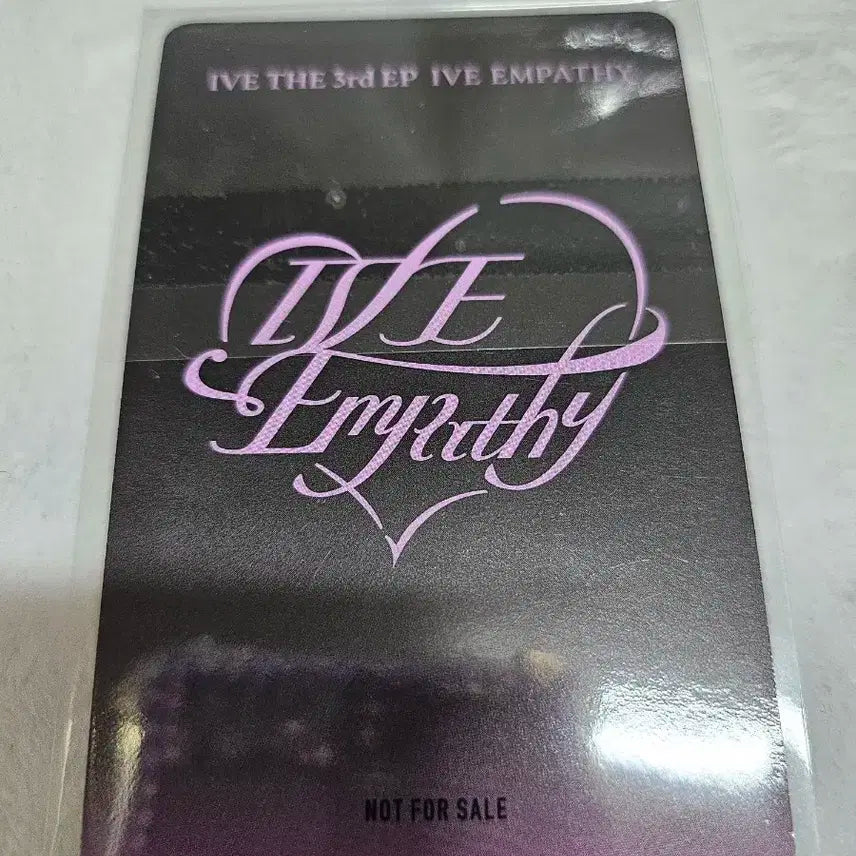 IVE THE 3rd EP IVE EMPATHY
IVE
Empathy
NOT FOR SALE